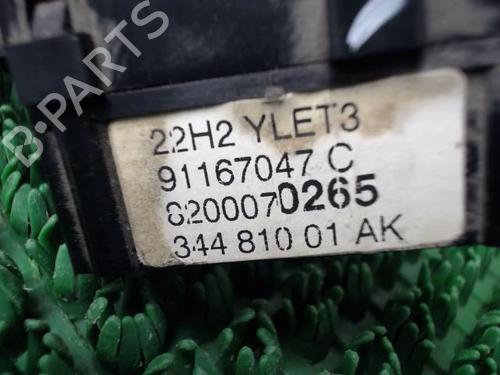 B-PARTS
22H2 YLET3
91167047 C
8200070265
344 810 01 AK